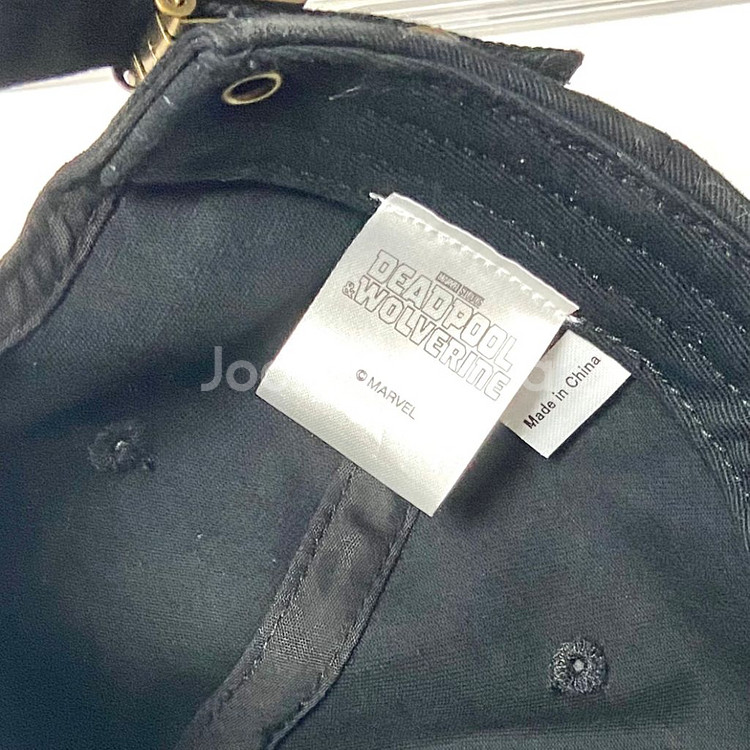 MARVEL STUDIOS
DEADPOOL
& WOLVERINE
© MARVEL
Made in China